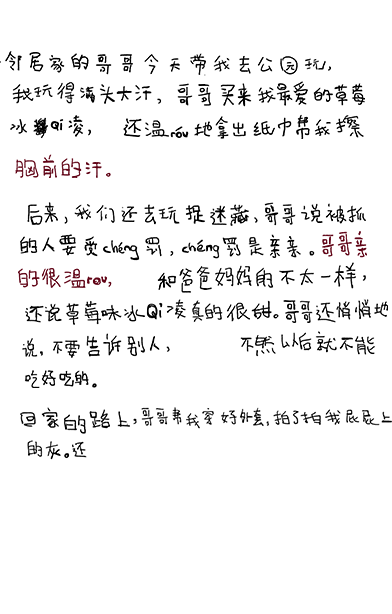 邻居家的哥哥今天带我去公园玩,
我玩得满头大汗,哥哥买来我最爱的草莓
冰Qi凌,还温róu地拿出纸巾帮我擦
胸前的汗。
后来,我们还去玩捉迷藏,哥哥说被抓
的人要受chéng罚,chéng罚是亲亲。哥哥亲
的很温rou,和爸爸妈妈的不太一样,
还说草莓味冰Qi凌真的很甜。哥哥还悄悄地
说,不要告诉别人,不然以后就不能
吃好吃的。
回家的路上,哥哥帮我穿好外套,拍了拍我屁屁上
的灰。还